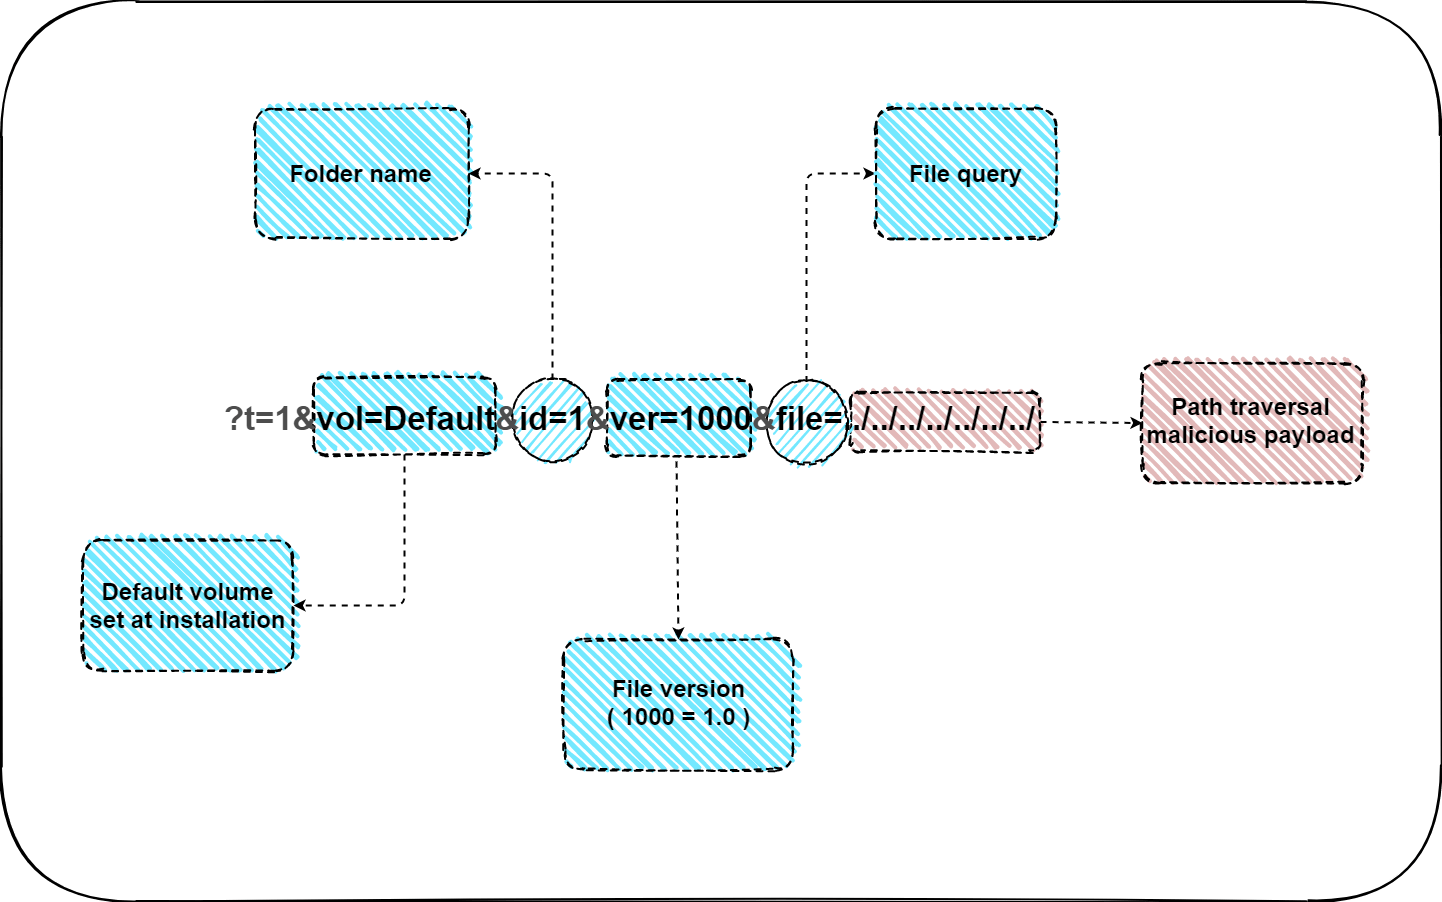 Folder name
File query
?t=1&vol=Default&id=1&ver=1000&file=../../../../../../../
Path traversal
malicious payload
Default volume
set at installation
File version
( 1000 = 1.0 )